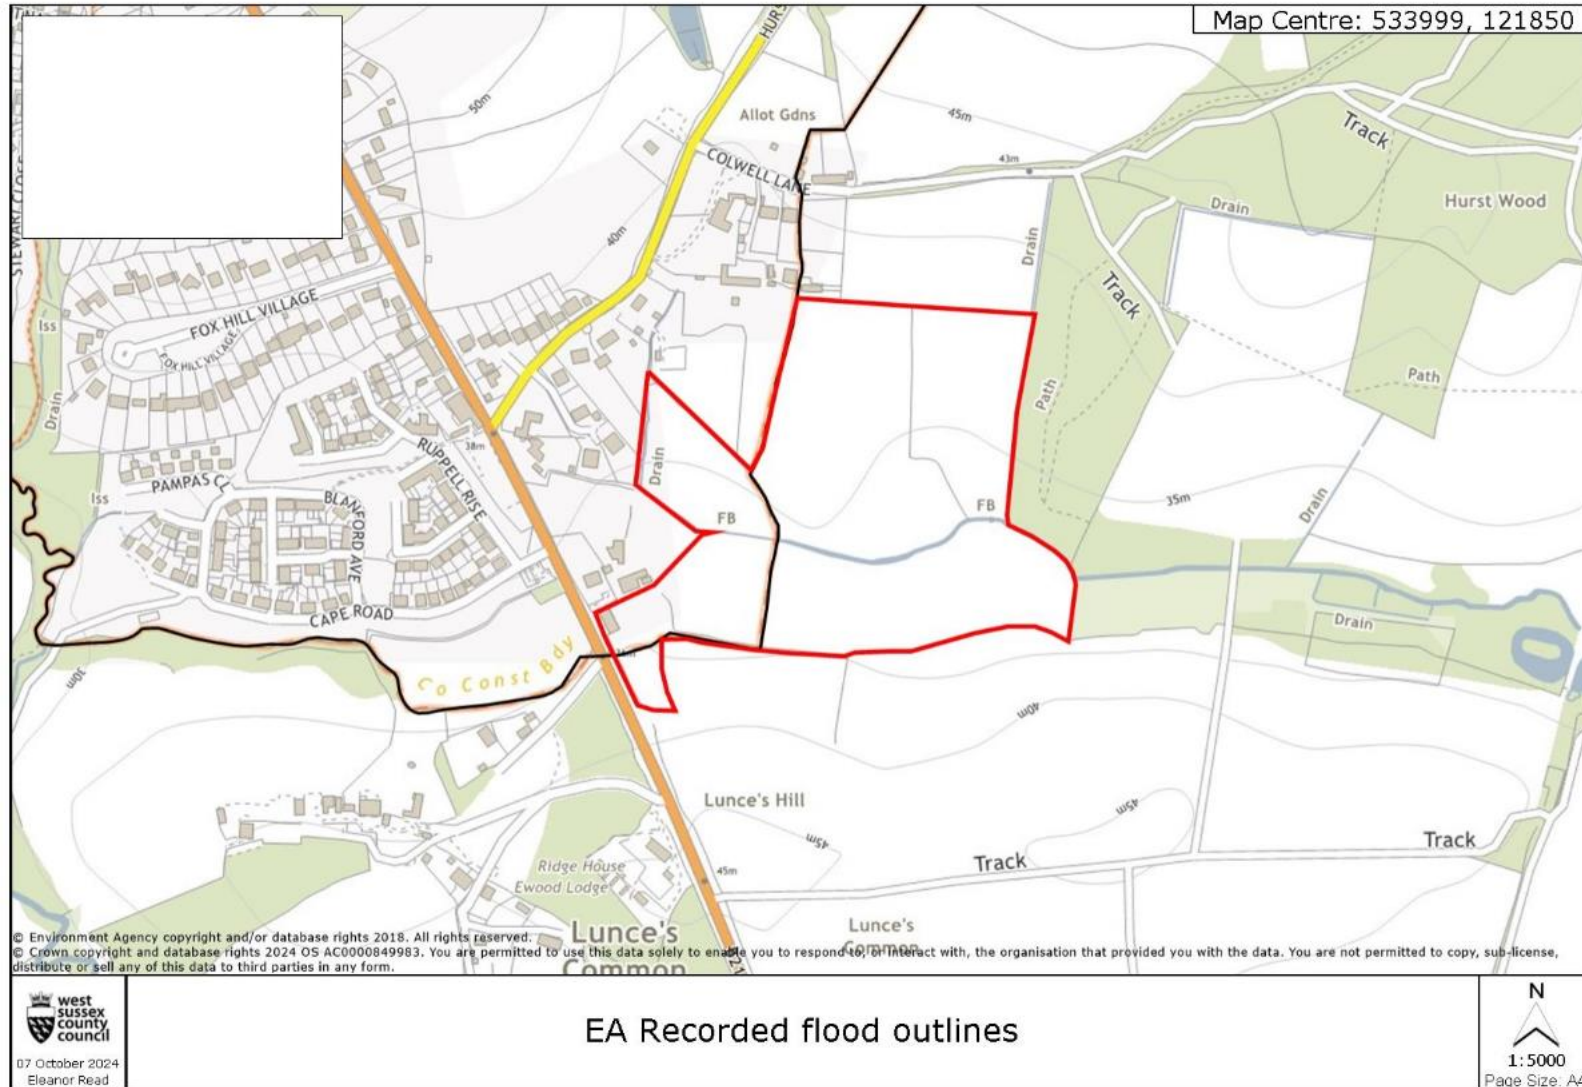 Map Centre: 533999, 121850
HURS
50m
Allot Gdns
45m
Track
COLWELL LANE
43m
Hurst Wood
Drain
STEWART CLOSE
40m
Drain
Track
FOX HILL VILLAGE
Iss
FOX HILL VILLAGE
Path
Path
Drain
38m
RUPPELL RISE
Drain
PAMPAS CL
Iss
BLANFORD AVE
35m
Drain
FB
FB
CAPE ROAD
Drain
Co Const Bdy
30m
40m
Lunce's Hill
45m
45m
Track
Track
Ridge House
Ewood Lodge
45m
Lunce's
Common
Lunce's
Common
© Environment Agency copyright and/or database rights 2018. All rights reserved.
© Crown copyright and database rights 2024 OS AC0000849983. You are permitted to use this data solely to enable you to respond to, or interact with, the organisation that provided you with the data. You are not permitted to copy, sub-license,
distribute or sell any of this data to third parties in any form.
west
sussex
county
council
07 October 2024
Eleanor Read
EA Recorded flood outlines
N
1:5000
Page Size: A4